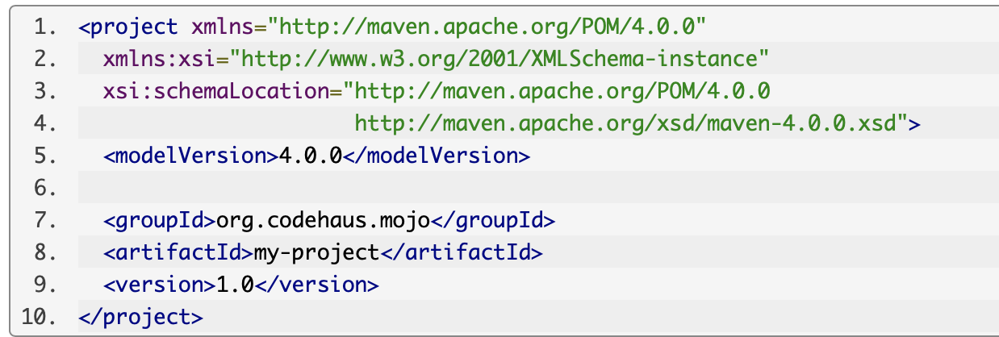 1. <project xmlns="http://maven.apache.org/POM/4.0.0"
2. xmlns:xsi="http://www.w3.org/2001/XMLSchema-instance"
3. xsi:schemaLocation="http://maven.apache.org/POM/4.0.0
4. http://maven.apache.org/xsd/maven-4.0.0.xsd">
5. <modelVersion>4.0.0</modelVersion>
6.
7. <groupId>org.codehaus.mojo</groupId>
8. <artifactId>my-project</artifactId>
9. <version>1.0</version>
10. </project>